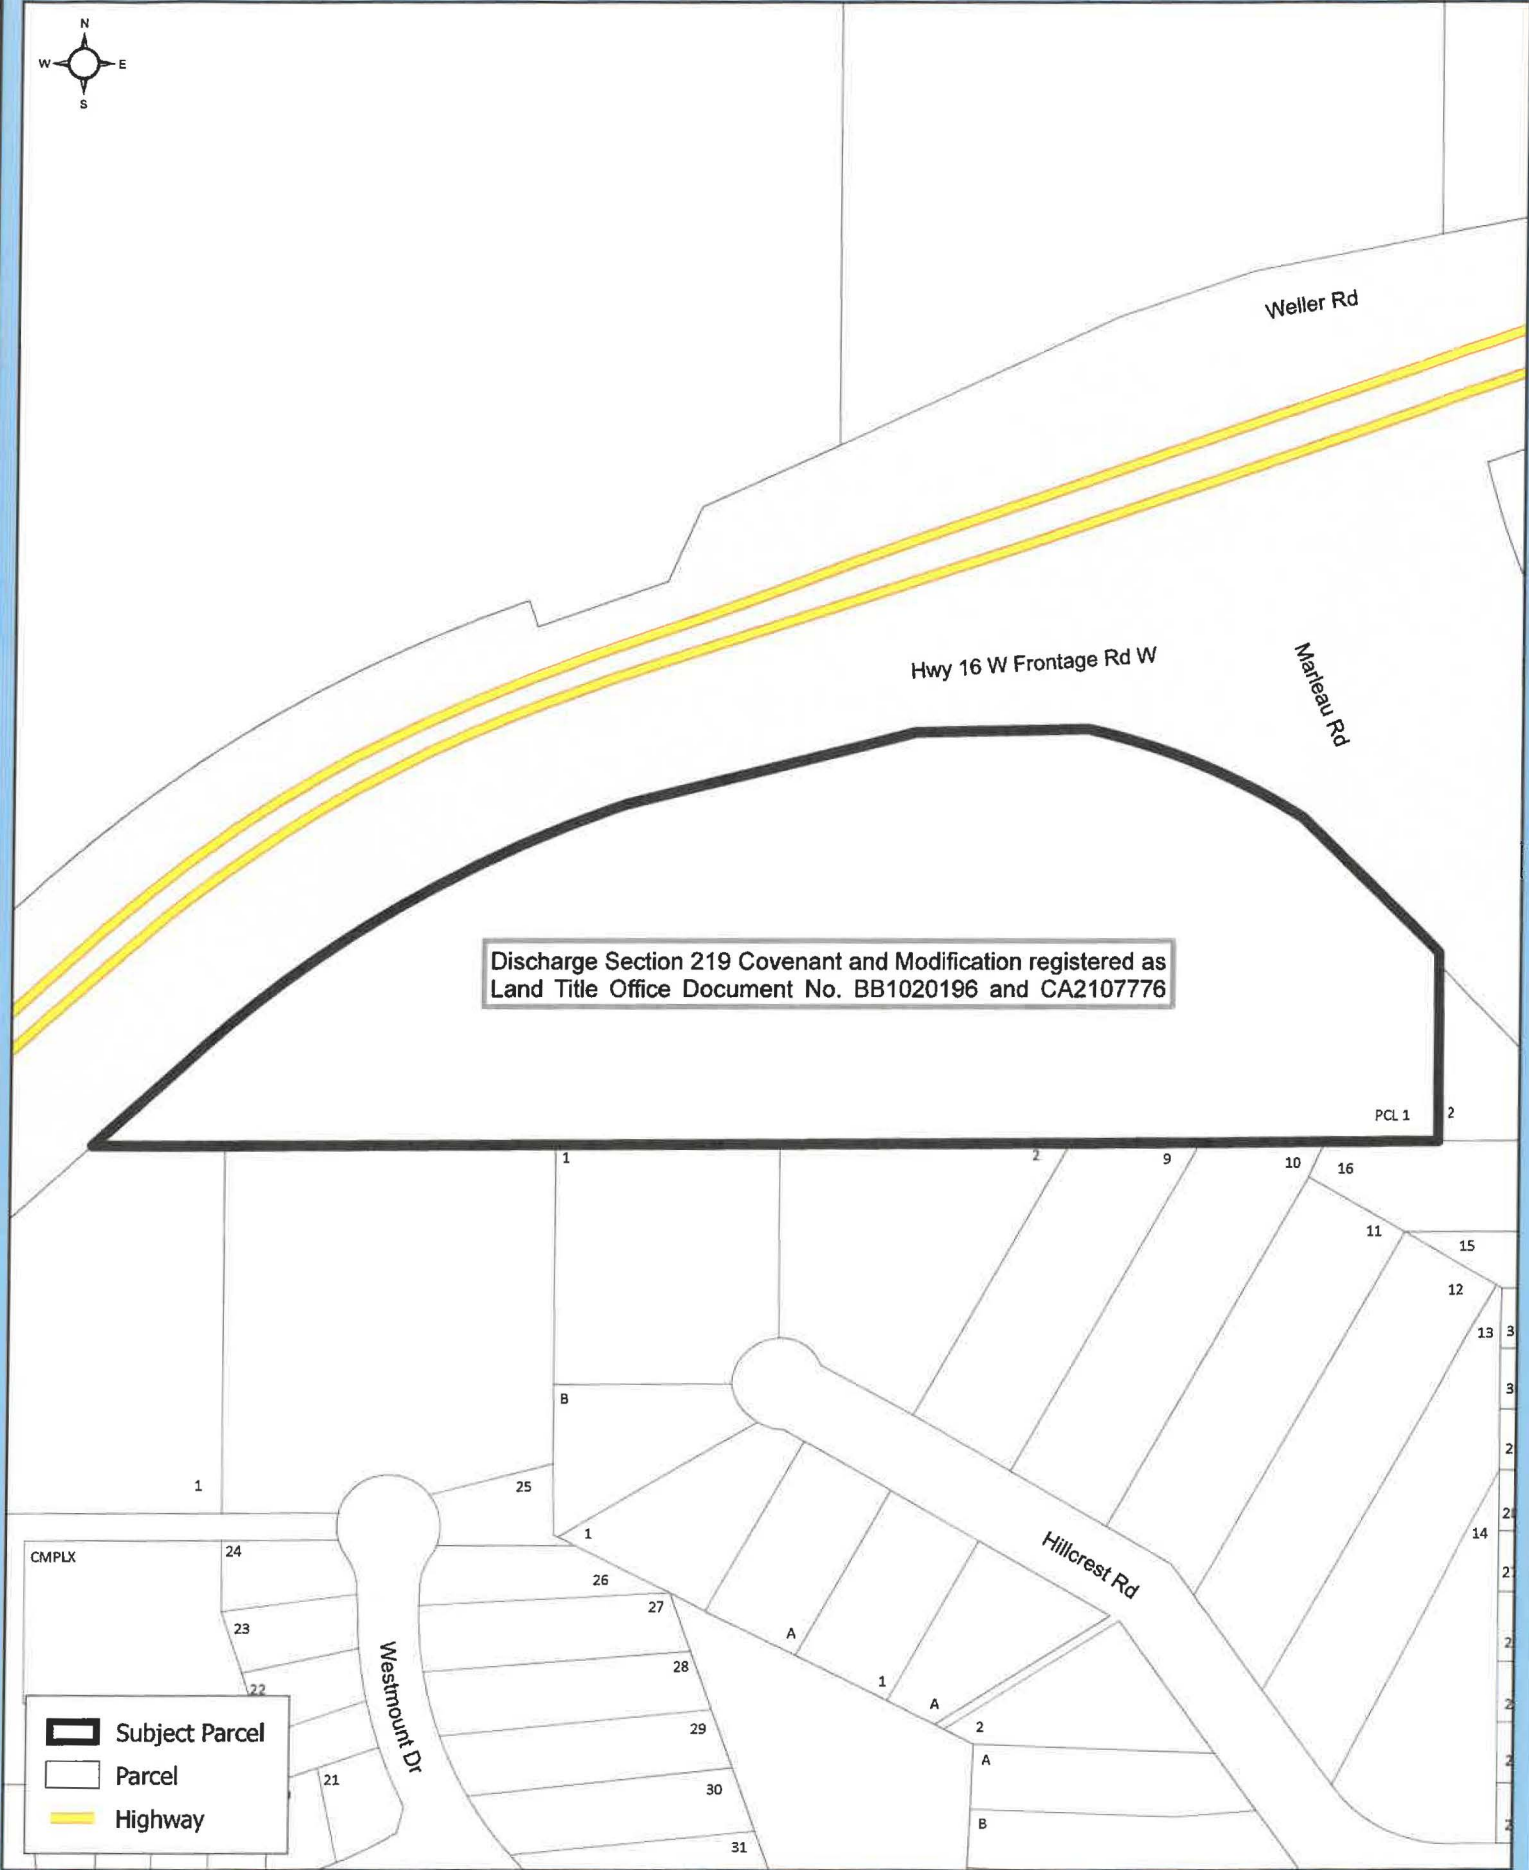 N
W E
S
Weller Rd
Hwy 16 W Frontage Rd W
Marleau Rd
Discharge Section 219 Covenant and Modification registered as
Land Title Office Document No. BB1020196 and CA2107776
PCL 1
2
1
2
9
10
16
11
15
12
13
3
3
B
1
25
1
14
Hillcrest Rd
CMPLX
24
26
27
23
A
28
22
1
A
2
29
Westmount Dr
A
21
30
B
31
Subject Parcel
Parcel
Highway